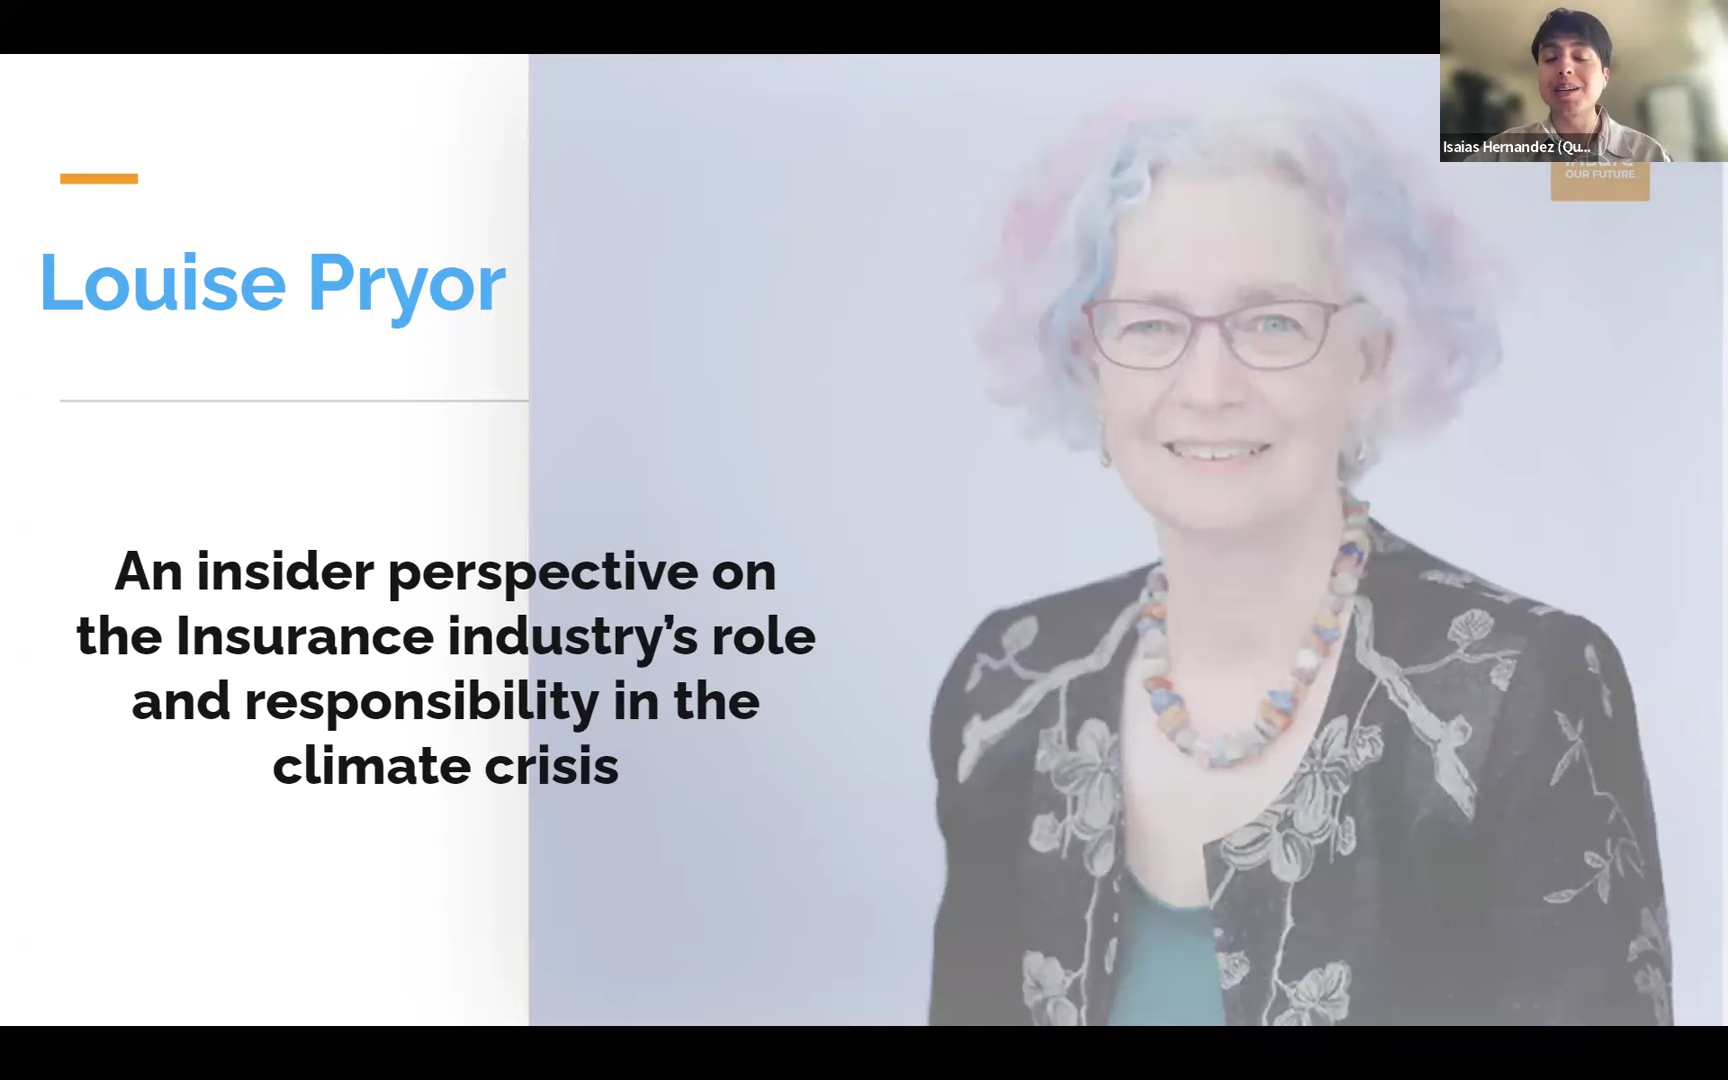 Louise Pryor
An insider perspective on
the Insurance industry’s role
and responsibility in the
climate crisis
Isaias Hernandez (Qu...
OUR FUTURE